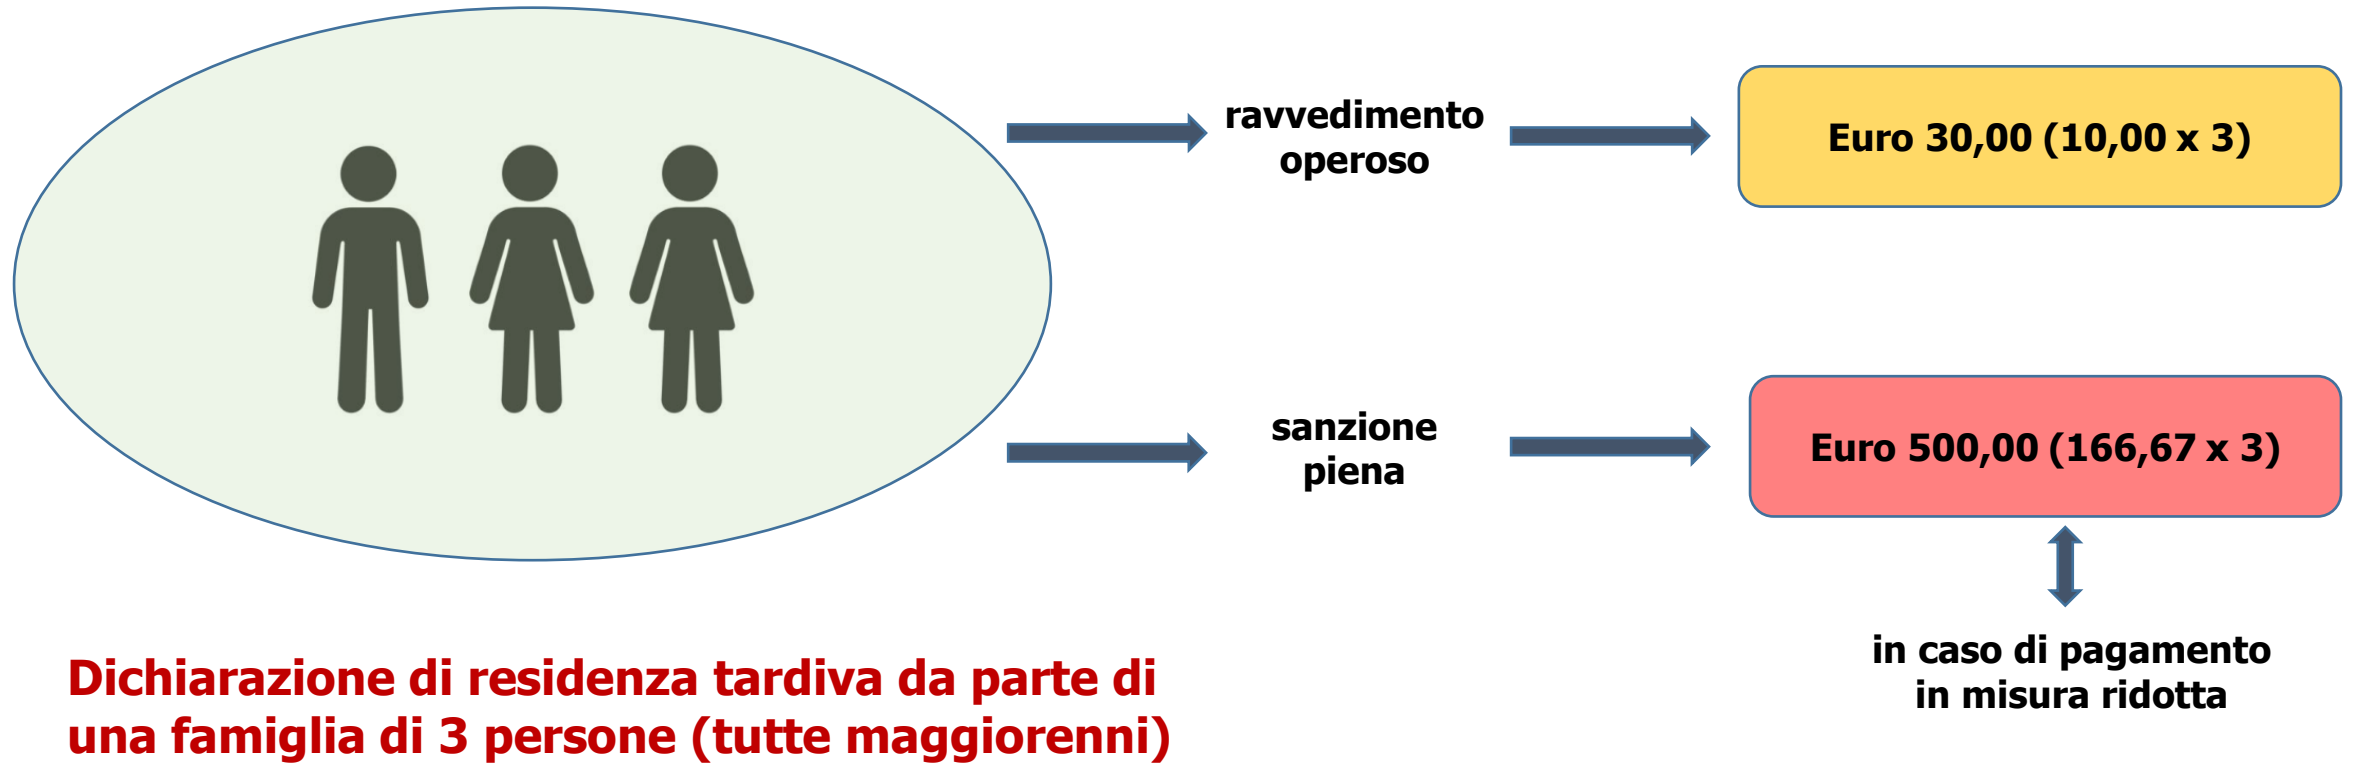 ravvedimento
operoso
Euro 30,00 (10,00 x 3)
sanzione
piena
Euro 500,00 (166,67 x 3)
in caso di pagamento
in misura ridotta
Dichiarazione di residenza tardiva da parte di
una famiglia di 3 persone (tutte maggiorenni)